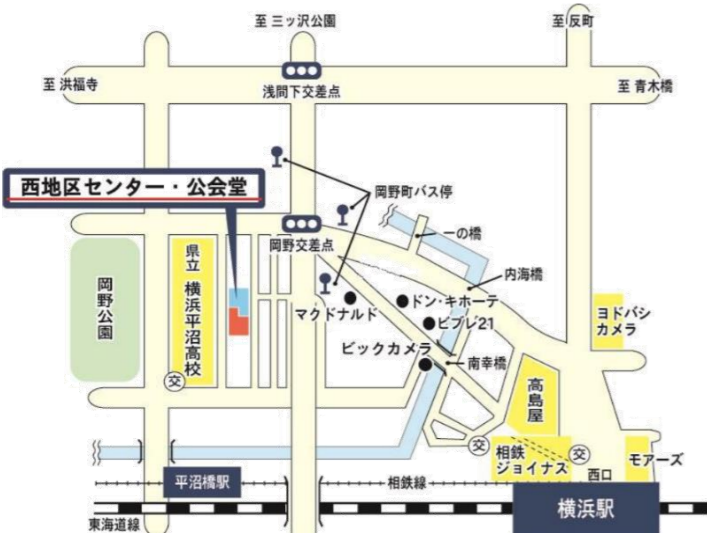 至 三ッ沢公園
至 反町
至 洪福寺
浅間下交差点
至 青木橋
西地区センター・公会堂
岡野町バス停
岡野交差点
一の橋
内海橋
岡野公園
県立 横浜平沼高校
マクドナルド
ドン・キホーテ
ビブレ21
ヨドバシ
カメラ
ビックカメラ
南幸橋
高島屋
交
交
交
相鉄
ジョイナス
モアーズ
西口
平沼橋駅
相鉄線
横浜駅
東海道線